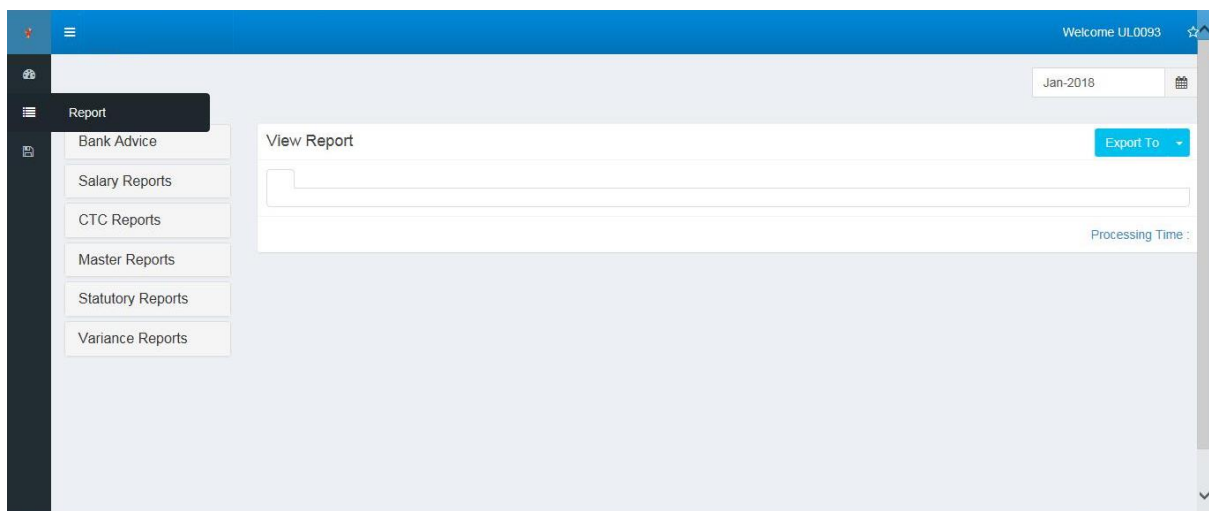 Welcome UL0093
Jan-2018
Report
Bank Advice
Salary Reports
CTC Reports
Master Reports
Statutory Reports
Variance Reports
View Report
Export To
Processing Time :